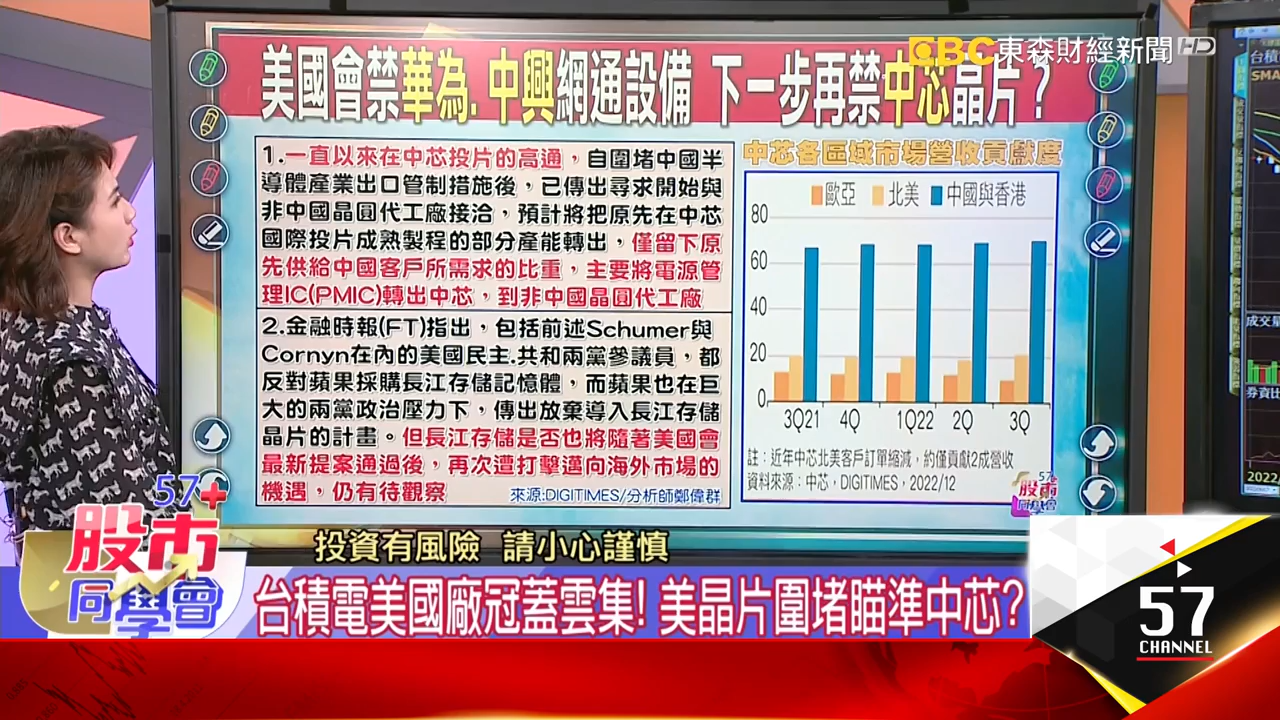 EBC 東森財經新聞 HD
美國會禁華為.中興網通設備 下一步再禁中芯晶片？
1.一直以來在中芯投片的高通，自圍堵中國半
導體產業出口管制措施後，已傳出尋求開始與
非中國晶圓代工廠接洽，預計將把原先在中芯
國際投片成熟製程的部分產能轉出，僅留下原
先供給中國客戶所需求的比重，主要將電源管
理IC(PMIC)轉出中芯，到非中國晶圓代工廠
2.金融時報(FT)指出，包括前述Schumer與
Cornyn在內的美國民主.共和兩黨參議員，都
反對蘋果採購長江存儲記憶體，而蘋果也在巨
大的兩黨政治壓力下，傳出放棄導入長江存儲
晶片的計畫。但長江存儲是否也將隨著美國會
最新提案通過後，再次遭打擊邁向海外市場的
機遇，仍有待觀察
來源:DIGITIMES/分析師鄭偉群
中芯各區域市場營收貢獻度
歐亞 北美 中國與香港
80
60
40
20
0
3Q21 4Q 1Q22 2Q 3Q
註：近年中芯北美客戶訂單縮減，約僅貢獻2成營收
資料來源：中芯，DIGITIMES，2022/12
57
股市
同學會
台積
SMA
成交量
券資比
2022
57+
股市
同學會
投資有風險 請小心謹慎
台積電美國廠冠蓋雲集! 美晶片圍堵瞄準中芯?
57
CHANNEL